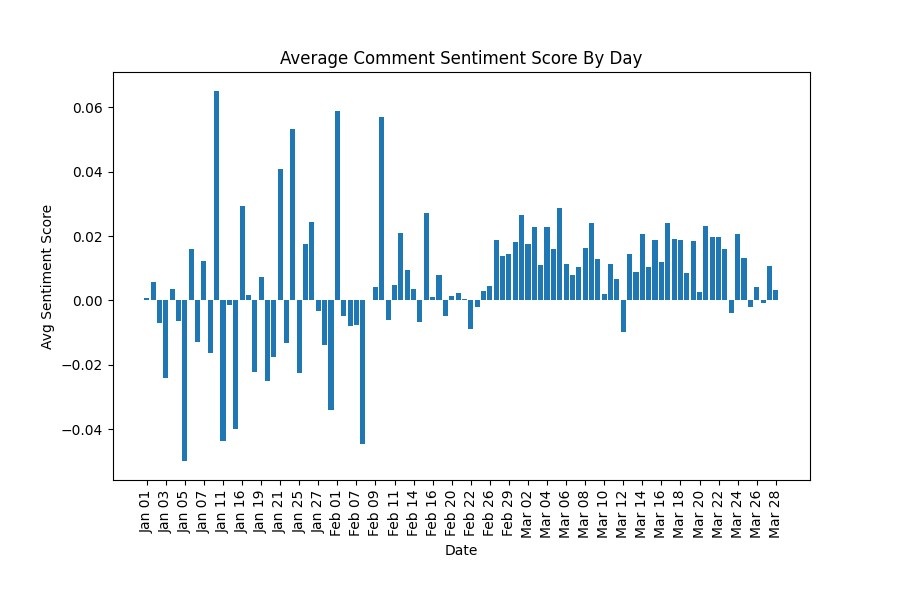 Average Comment Sentiment Score By Day
Avg Sentiment Score
0.06
0.04
0.02
0.00
−0.02
−0.04
Jan 01
Jan 03
Jan 05
Jan 07
Jan 11
Jan 16
Jan 19
Jan 21
Jan 25
Jan 27
Feb 01
Feb 07
Feb 09
Feb 11
Feb 14
Feb 16
Feb 20
Feb 22
Feb 26
Feb 29
Mar 02
Mar 04
Mar 06
Mar 08
Mar 10
Mar 12
Mar 14
Mar 16
Mar 18
Mar 20
Mar 22
Mar 24
Mar 26
Mar 28
Date